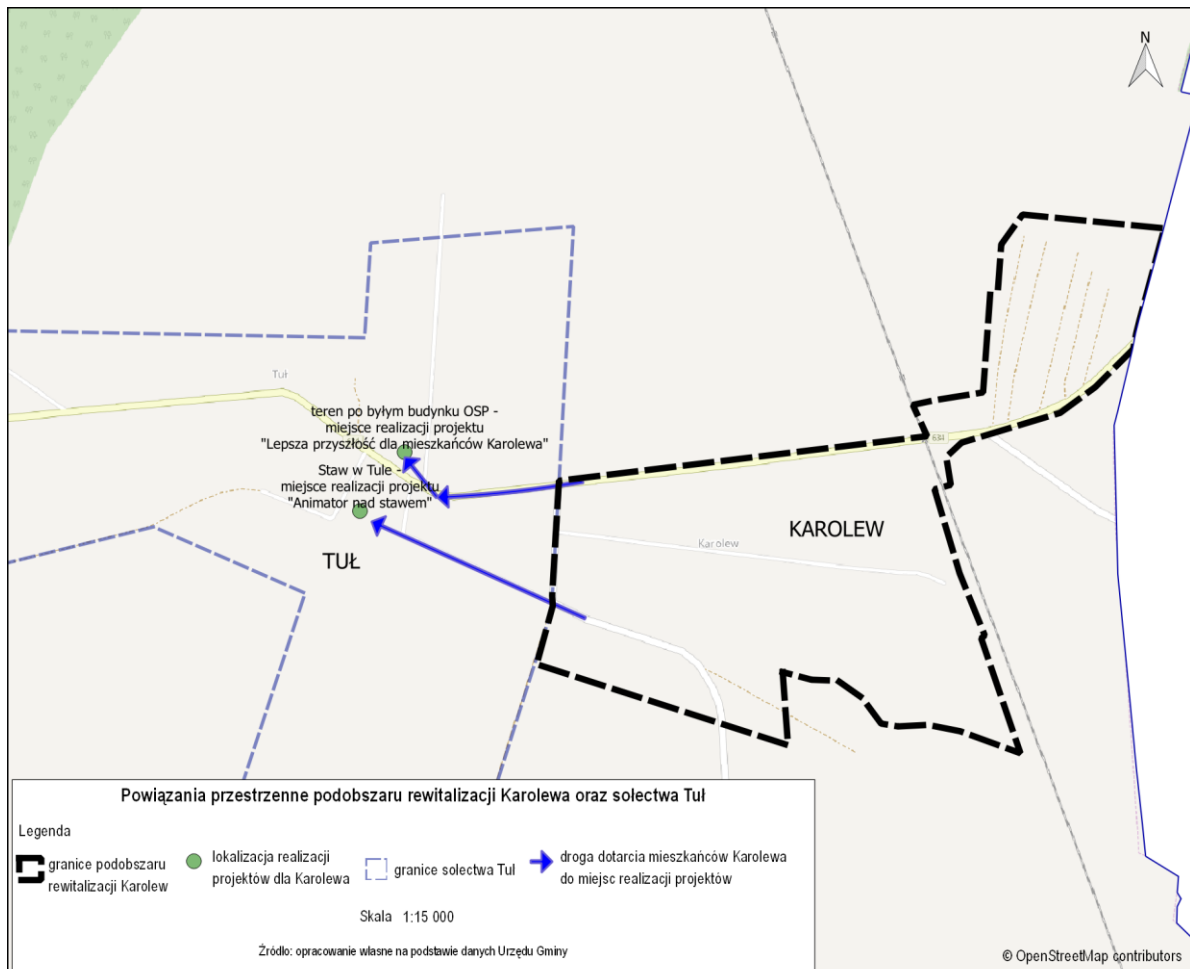 N
Tuł
teren po byłym budynku OSP -
miejsce realizacji projektu
"Lepsza przyszłość dla mieszkańców Karolewa"
Staw w Tule -
miejsce realizacji projektu
"Animator nad stawem"
TUŁ
631
KAROLEW
Karolew
Powiązania przestrzenne podobszaru rewitalizacji Karolewa oraz sołectwa Tuł
Legenda
granice podobszaru
rewitalizacji Karolew
lokalizacja realizacji
projektów dla Karolewa
granice sołectwa Tuł
droga dotarcia mieszkańców Karolewa
do miejsc realizacji projektów
Skala 1:15 000
Źródło: opracowanie własne na podstawie danych Urzędu Gminy
© OpenStreetMap contributors